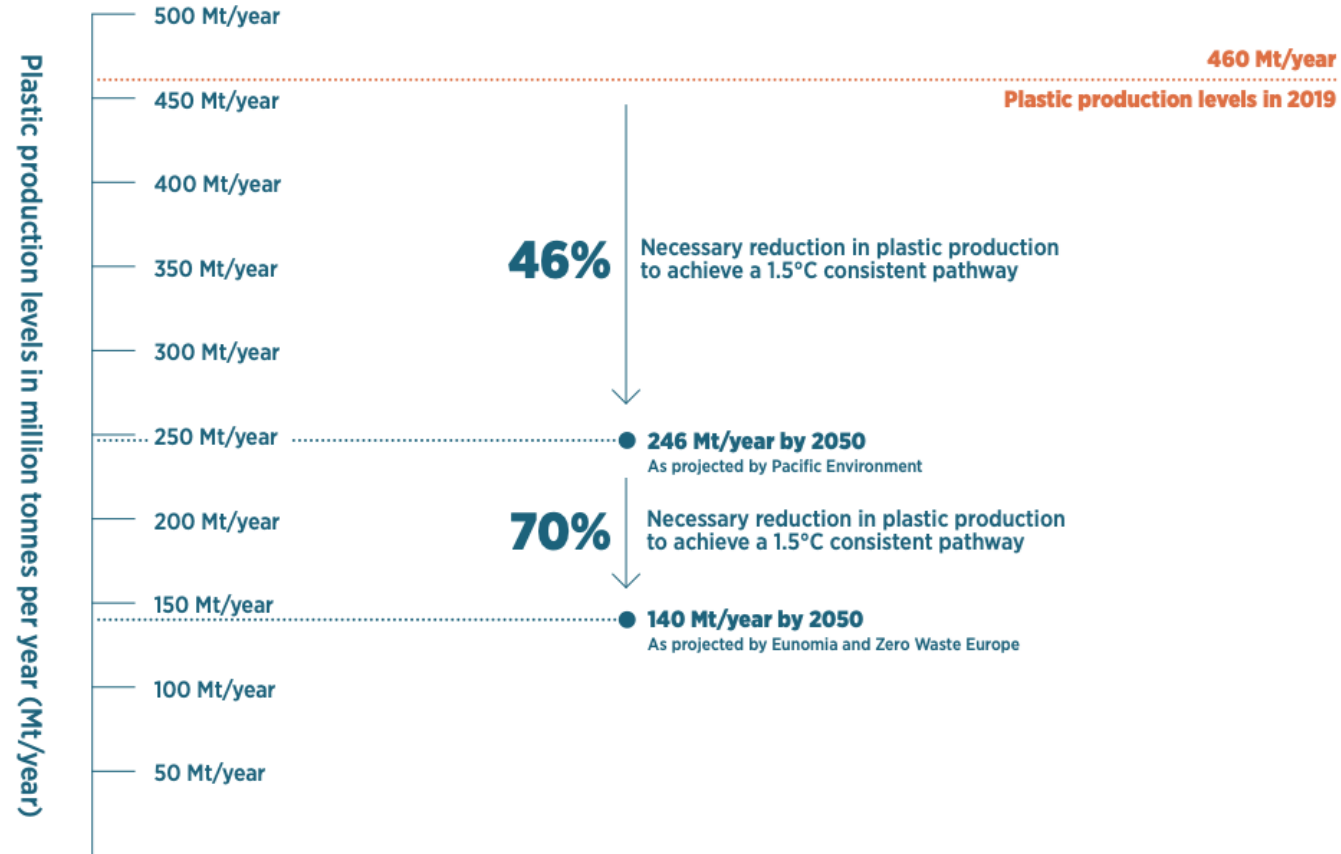 Plastic production levels in million tonnes per year (Mt/year)
500 Mt/year
460 Mt/year
450 Mt/year
Plastic production levels in 2019
400 Mt/year
46%
Necessary reduction in plastic production
to achieve a 1.5°C consistent pathway
350 Mt/year
300 Mt/year
250 Mt/year
246 Mt/year by 2050
As projected by Pacific Environment
200 Mt/year
70%
Necessary reduction in plastic production
to achieve a 1.5°C consistent pathway
150 Mt/year
140 Mt/year by 2050
As projected by Eunomia and Zero Waste Europe
100 Mt/year
50 Mt/year